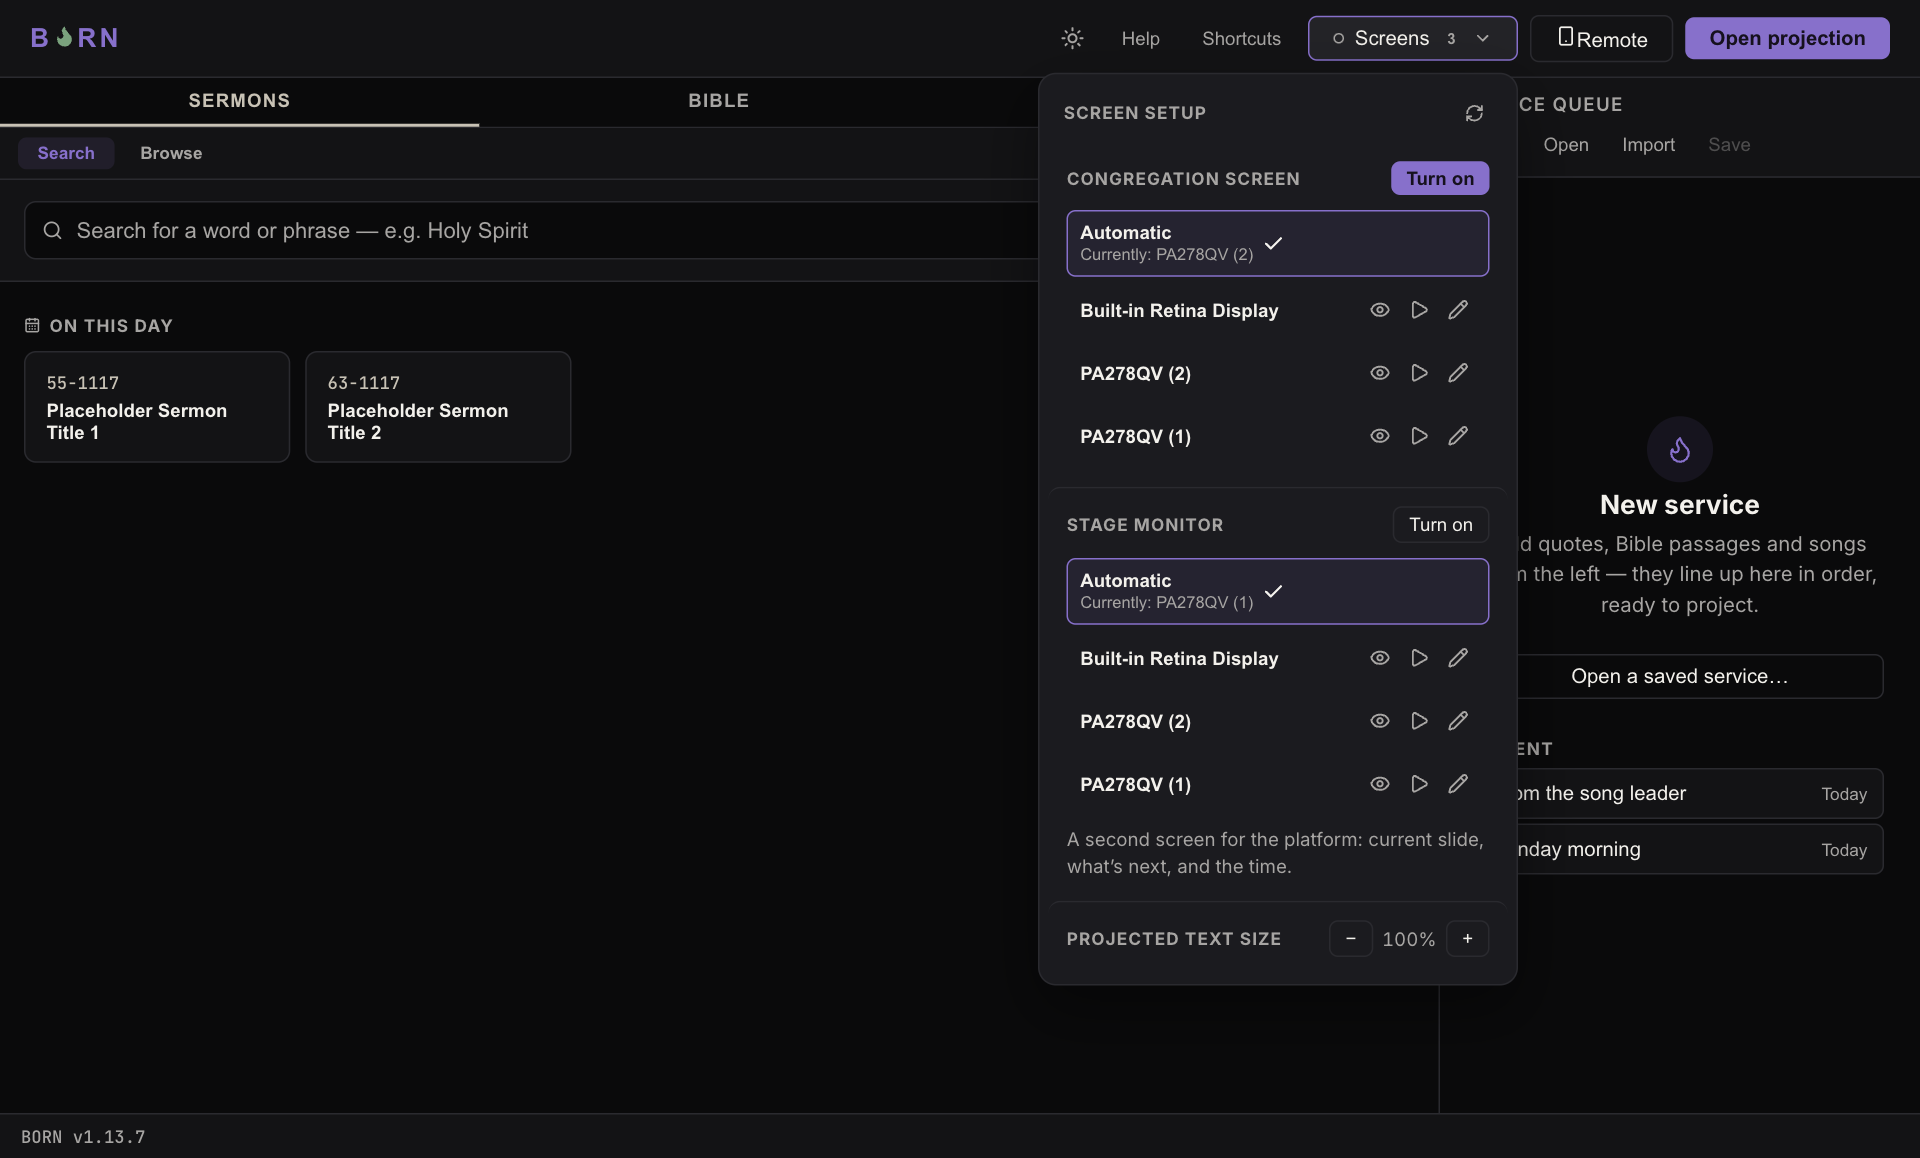 BORN
Help
Shortcuts
Screens 3
Remote
Open projection
SERMONS
BIBLE
Search
Browse
Search for a word or phrase — e.g. Holy Spirit
ON THIS DAY
55-1117
Placeholder Sermon
Title 1
63-1117
Placeholder Sermon
Title 2
SCREEN SETUP
CONGREGATION SCREEN
Turn on
Automatic
Currently: PA278QV (2)
Built-in Retina Display
PA278QV (2)
PA278QV (1)
STAGE MONITOR
Turn on
Automatic
Currently: PA278QV (1)
Built-in Retina Display
PA278QV (2)
PA278QV (1)
A second screen for the platform: current slide,
what’s next, and the time.
PROJECTED TEXT SIZE
− 100% +
CE QUEUE
Open
Import
Save
New service
d quotes, Bible passages and songs
m the left — they line up here in order,
ready to project.
Open a saved service…
ENT
om the song leader
Today
nday morning
Today
BORN v1.13.7